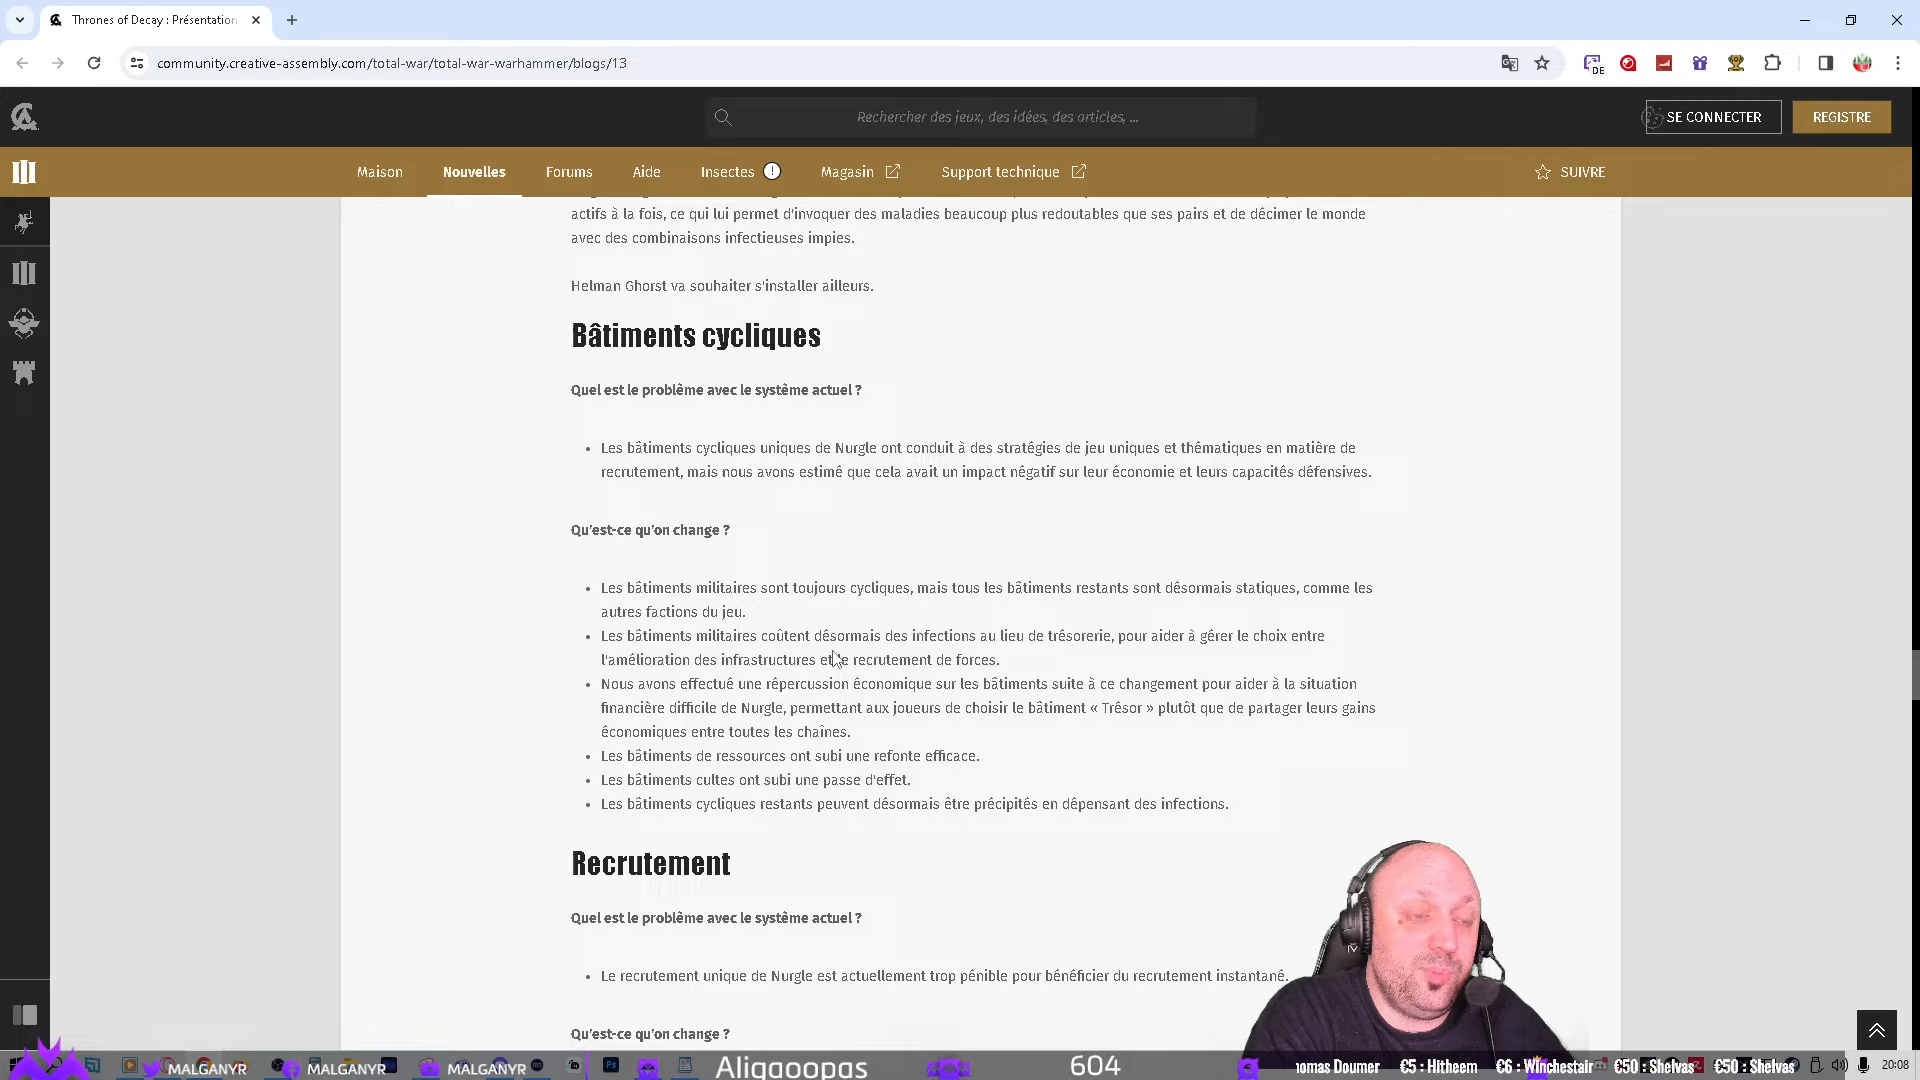 Thrones of Decay : Présentation
community.creative-assembly.com/total-war/total-war-warhammer/blogs/13
DE
Rechercher des jeux, des idées, des articles, ...
SE CONNECTER
REGISTRE
Maison
Nouvelles
Forums
Aide
Insectes
Magasin
Support technique
SUIVRE
actifs à la fois, ce qui lui permet d'invoquer des maladies beaucoup plus redoutables que ses pairs et de décimer le monde
avec des combinaisons infectieuses impies.
Helman Ghorst va souhaiter s'installer ailleurs.
Bâtiments cycliques
Quel est le problème avec le système actuel ?
• Les bâtiments cycliques uniques de Nurgle ont conduit à des stratégies de jeu uniques et thématiques en matière de
recrutement, mais nous avons estimé que cela avait un impact négatif sur leur économie et leurs capacités défensives.
Qu'est-ce qu'on change ?
• Les bâtiments militaires sont toujours cycliques, mais tous les bâtiments restants sont désormais statiques, comme les
autres factions du jeu.
• Les bâtiments militaires coûtent désormais des infections au lieu de trésorerie, pour aider à gérer le choix entre
l'amélioration des infrastructures et le recrutement de forces.
• Nous avons effectué une répercussion économique sur les bâtiments suite à ce changement pour aider à la situation
financière difficile de Nurgle, permettant aux joueurs de choisir le bâtiment « Trésor » plutôt que de partager leurs gains
économiques entre toutes les chaînes.
• Les bâtiments de ressources ont subi une refonte efficace.
• Les bâtiments cultes ont subi une passe d'effet.
• Les bâtiments cycliques restants peuvent désormais être précipités en dépensant des infections.
Recrutement
Quel est le problème avec le système actuel ?
• Le recrutement unique de Nurgle est actuellement trop pénible pour bénéficier du recrutement instantané.
Qu'est-ce qu'on change ?
MALGANYR
MALGANYR
MALGANYR
Aligaoopas
604
homas Doumer
€5 : Hitheem
€6 : Winchestair
€50 : Shelvas
€50 : Shelvas
20:08